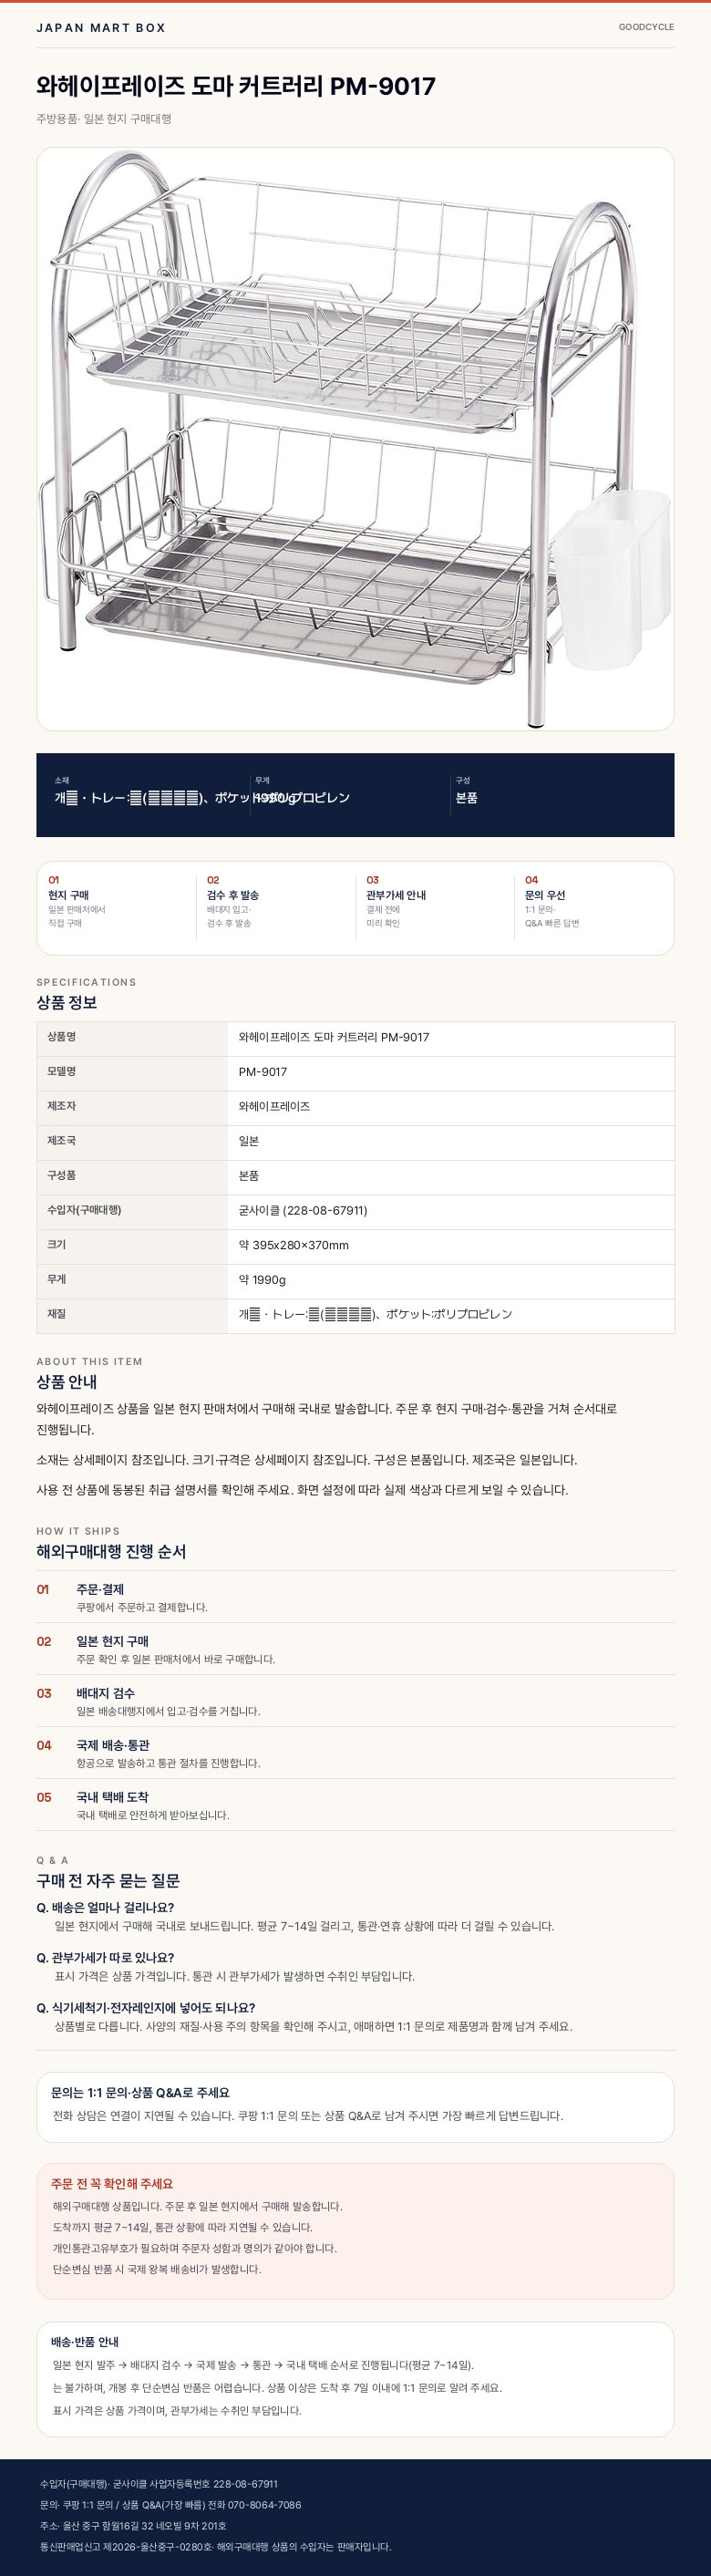 JAPAN MART BOX
GOODCYCLE
와헤이프레이즈 도마 커트러리 PM-9017
주방용품· 일본 현지 구매대행
소재
개 ・トレー: ( )、ポケット:ポリプロピレン
무게
1990g
구성
본품
01
현지 구매
일본 판매처에서
직접 구매
02
검수 후 발송
배대지 입고·
검수 후 발송
03
관부가세 안내
결제 전에
미리 확인
04
문의 우선
1:1 문의·
Q&A 빠른 답변
SPECIFICATIONS
상품 정보
상품명 와헤이프레이즈 도마 커트러리 PM-9017
모델명 PM-9017
제조자 와헤이프레이즈
제조국 일본
구성품 본품
수입자(구매대행) 굳사이클 (228-08-67911)
크기 약 395x280×370mm
무게 약 1990g
재질 개 ・トレー: ( )、ポケット:ポリプロピレン
ABOUT THIS ITEM
상품 안내
와헤이프레이즈 상품을 일본 현지 판매처에서 구매해 국내로 발송합니다. 주문 후 현지 구매·검수·통관을 거쳐 순서대로
진행됩니다.
소재는 상세페이지 참조입니다. 크기·규격은 상세페이지 참조입니다. 구성은 본품입니다. 제조국은 일본입니다.
사용 전 상품에 동봉된 취급 설명서를 확인해 주세요. 화면 설정에 따라 실제 색상과 다르게 보일 수 있습니다.
HOW IT SHIPS
해외구매대행 진행 순서
01 주문·결제
쿠팡에서 주문하고 결제합니다.
02 일본 현지 구매
주문 확인 후 일본 판매처에서 바로 구매합니다.
03 배대지 검수
일본 배송대행지에서 입고·검수를 거칩니다.
04 국제 배송·통관
항공으로 발송하고 통관 절차를 진행합니다.
05 국내 택배 도착
국내 택배로 안전하게 받아보십니다.
Q & A
구매 전 자주 묻는 질문
Q. 배송은 얼마나 걸리나요?
일본 현지에서 구매해 국내로 보내드립니다. 평균 7~14일 걸리고, 통관·연휴 상황에 따라 더 걸릴 수 있습니다.
Q. 관부가세가 따로 있나요?
표시 가격은 상품 가격입니다. 통관 시 관부가세가 발생하면 수취인 부담입니다.
Q. 식기세척기·전자레인지에 넣어도 되나요?
상품별로 다릅니다. 사양의 재질·사용 주의 항목을 확인해 주시고, 애매하면 1:1 문의로 제품명과 함께 남겨 주세요.
문의는 1:1 문의·상품 Q&A로 주세요
전화 상담은 연결이 지연될 수 있습니다. 쿠팡 1:1 문의 또는 상품 Q&A로 남겨 주시면 가장 빠르게 답변드립니다.
주문 전 꼭 확인해 주세요
해외구매대행 상품입니다. 주문 후 일본 현지에서 구매해 발송합니다.
도착까지 평균 7~14일, 통관 상황에 따라 지연될 수 있습니다.
개인통관고유부호가 필요하며 주문자 성함과 명의가 같아야 합니다.
단순변심 반품 시 국제 왕복 배송비가 발생합니다.
배송·반품 안내
일본 현지 발주 → 배대지 검수 → 국제 발송 → 통관 → 국내 택배 순서로 진행됩니다(평균 7~14일).
는 불가하며, 개봉 후 단순변심 반품은 어렵습니다. 상품 이상은 도착 후 7일 이내에 1:1 문의로 알려 주세요.
표시 가격은 상품 가격이며, 관부가세는 수취인 부담입니다.
수입자(구매대행)· 굳사이클 사업자등록번호 228-08-67911
문의· 쿠팡 1:1 문의 / 상품 Q&A(가장 빠름) 전화 070-8064-7086
주소· 울산 중구 함월16길 32 네오빌 9차 201호
통신판매업신고 제2026-울산중구-0280호· 해외구매대행 상품의 수입자는 판매자입니다.